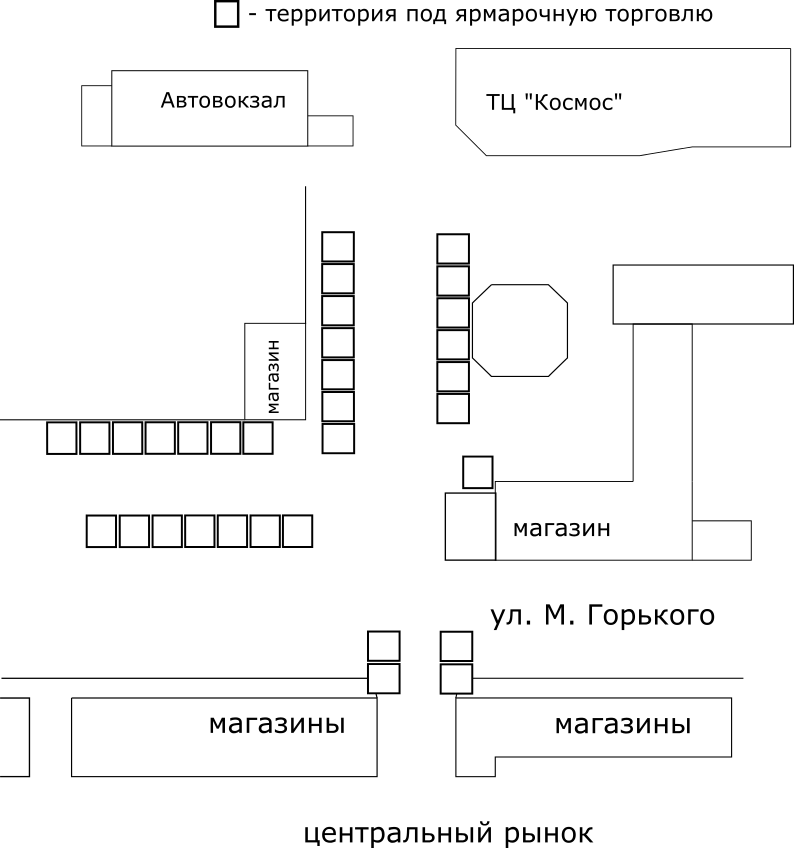 - территория под ярмарочную торговлю
Автовокзал
ТЦ "Космос"
магазин
магазин
ул. М. Горького
магазины
магазины
центральный рынок